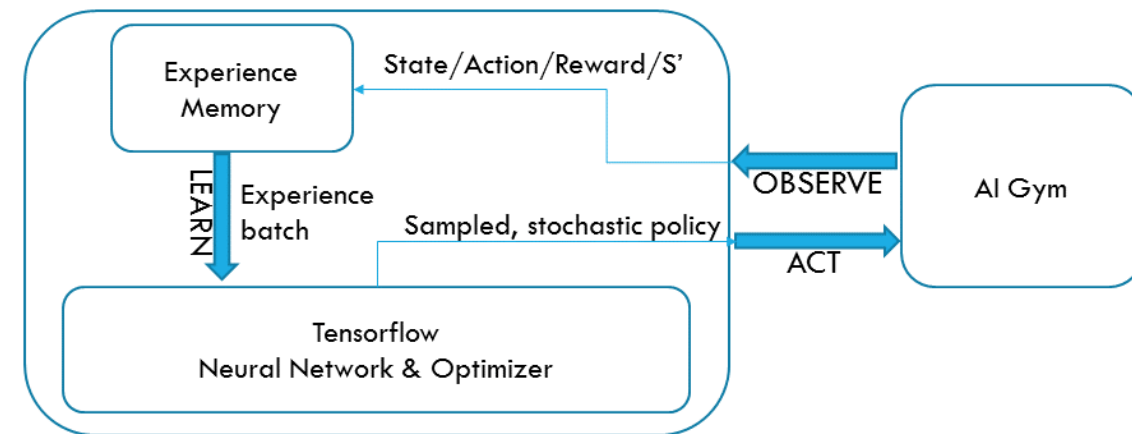 Experience
Memory
State/Action/Reward/S’
OBSERVE
AI Gym
LEARN
Experience
batch
Sampled, stochastic policy
ACT
Tensorflow
Neural Network & Optimizer